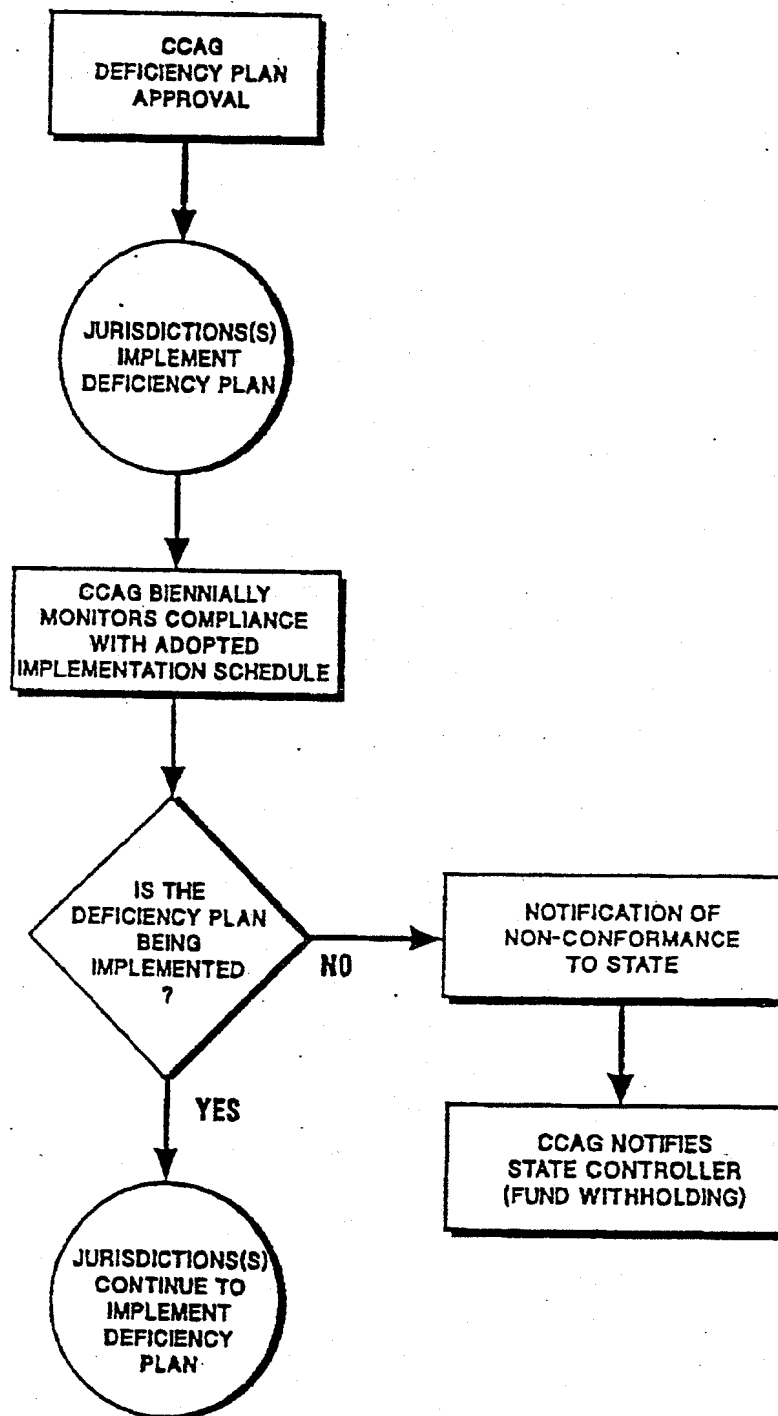 CCAG
DEFICIENCY PLAN
APPROVAL
JURISDICTIONS(S)
IMPLEMENT
DEFICIENCY PLAN
CCAG BIENNIALLY
MONITORS COMPLIANCE
WITH ADOPTED
IMPLEMENTATION SCHEDULE
IS THE
DEFICIENCY PLAN
BEING
IMPLEMENTED
?
NO
NOTIFICATION OF
NON-CONFORMANCE
TO STATE
YES
CCAG NOTIFIES
STATE CONTROLLER
(FUND WITHHOLDING)
JURISDICTIONS(S)
CONTINUE TO
IMPLEMENT
DEFICIENCY
PLAN